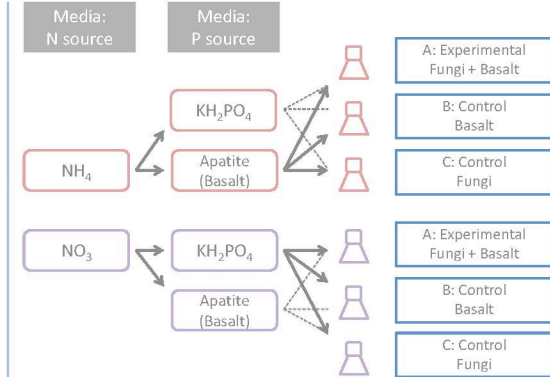 Media:
N source
Media:
P source
A: Experimental
Fungi + Basalt
KH₂PO₄
B: Control
Basalt
NH₄
Apatite
(Basalt)
C: Control
Fungi
NO₃
KH₂PO₄
A: Experimental
Fungi + Basalt
Apatite
(Basalt)
B: Control
Basalt
C: Control
Fungi